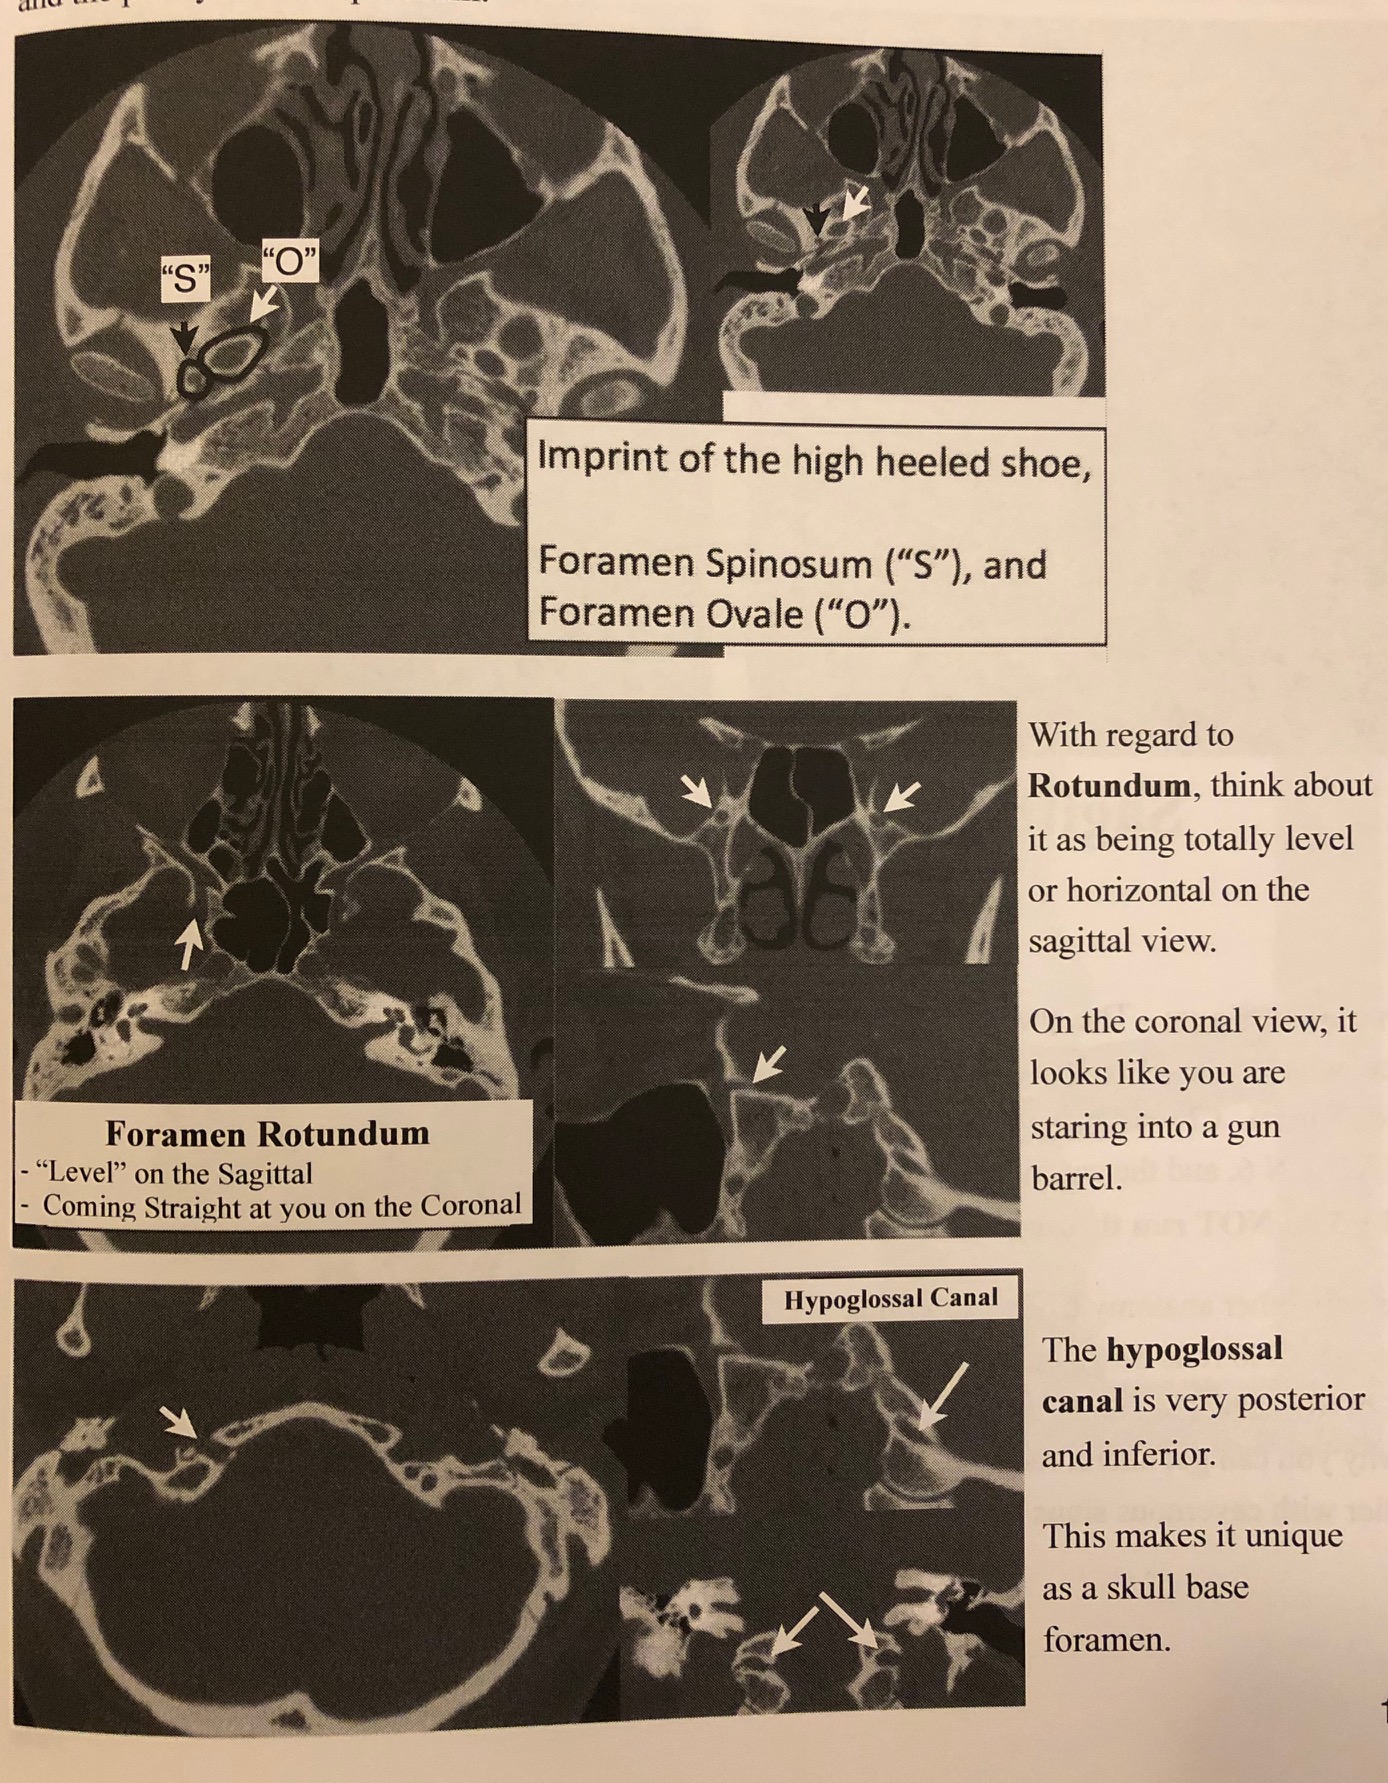 “S”
“O”
Imprint of the high heeled shoe,
Foramen Spinosum (“S”), and
Foramen Ovale (“O”).
Foramen Rotundum
- “Level” on the Sagittal
- Coming Straight at you on the Coronal
With regard to
Rotundum, think about
it as being totally level
or horizontal on the
sagittal view.
On the coronal view, it
looks like you are
staring into a gun
barrel.
Hypoglossal Canal
The hypoglossal
canal is very posterior
and inferior.
This makes it unique
as a skull base
foramen.